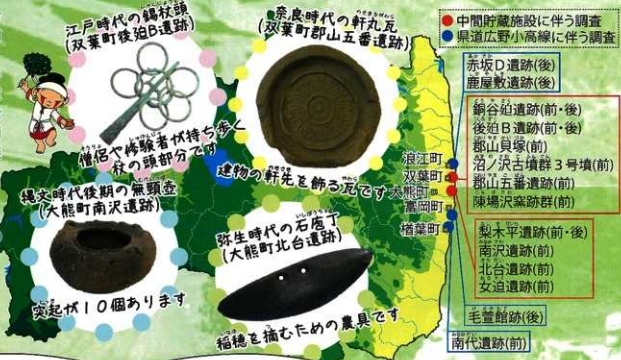 江戸時代の錫杖頭
(双葉町後迫B遺跡)
僧侶や修験者が持ち歩く
杖の頭部分です
奈良時代の軒丸瓦
(双葉町郡山五番遺跡)
建物の軒先を飾る瓦です
縄文時代後期の無頸壺
(大熊町南沢遺跡)
突起が10個あります
弥生時代の石庖丁
(大熊町北台遺跡)
稲穂を摘むための農具です
●中間貯蔵施設に伴う調査
●県道広野小高線に伴う調査
浪江町
双葉町
大熊町
富岡町
楢葉町
赤坂D遺跡(後)
鹿屋敷遺跡(後)
銅谷迫遺跡(前・後)
後迫B遺跡(前・後)
郡山貝塚(前)
沼ノ沢古墳群3号墳(前)
郡山五番遺跡(前)
陳場沢窯跡群(前)
梨木平遺跡(前・後)
南沢遺跡(前)
北台遺跡(前)
女迫遺跡(前)
毛萱館跡(後)
南代遺跡(前)